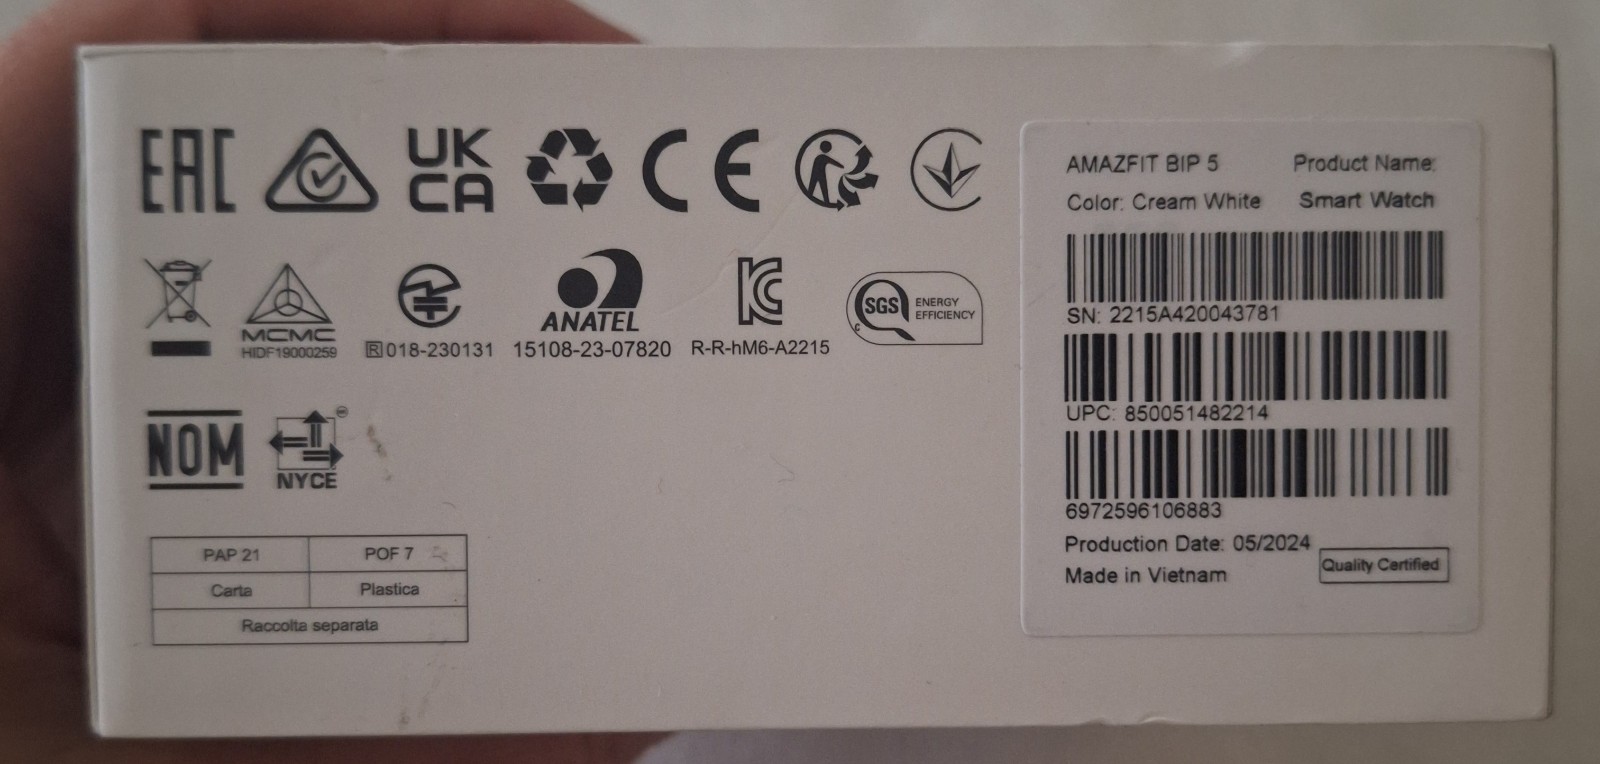 EAC
UK
CA
CE
MCMC
HIDF19000259
R 018-230131
ANATEL
15108-23-07820
KC
R-R-hM6-A2215
SGS
C
ENERGY
EFFICIENCY
NOM
NYCE
PAP 21 POF 7
Carta Plastica
Raccolta separata
AMAZFIT BIP 5 Product Name:
Color: Cream White Smart Watch
SN: 2215A420043781
UPC: 850051482214
6972596106883
Production Date: 05/2024
Made in Vietnam
Quality Certified